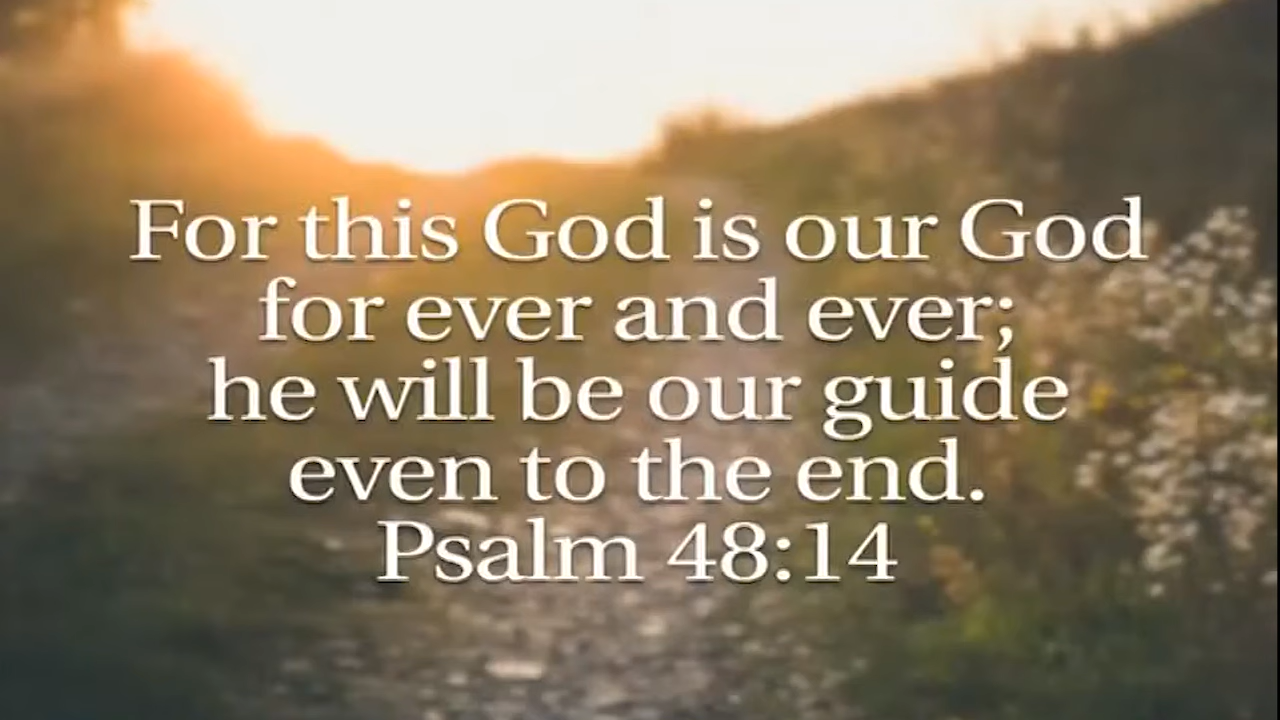 For this God is our God
for ever and ever;
he will be our guide
even to the end.
Psalm 48:14